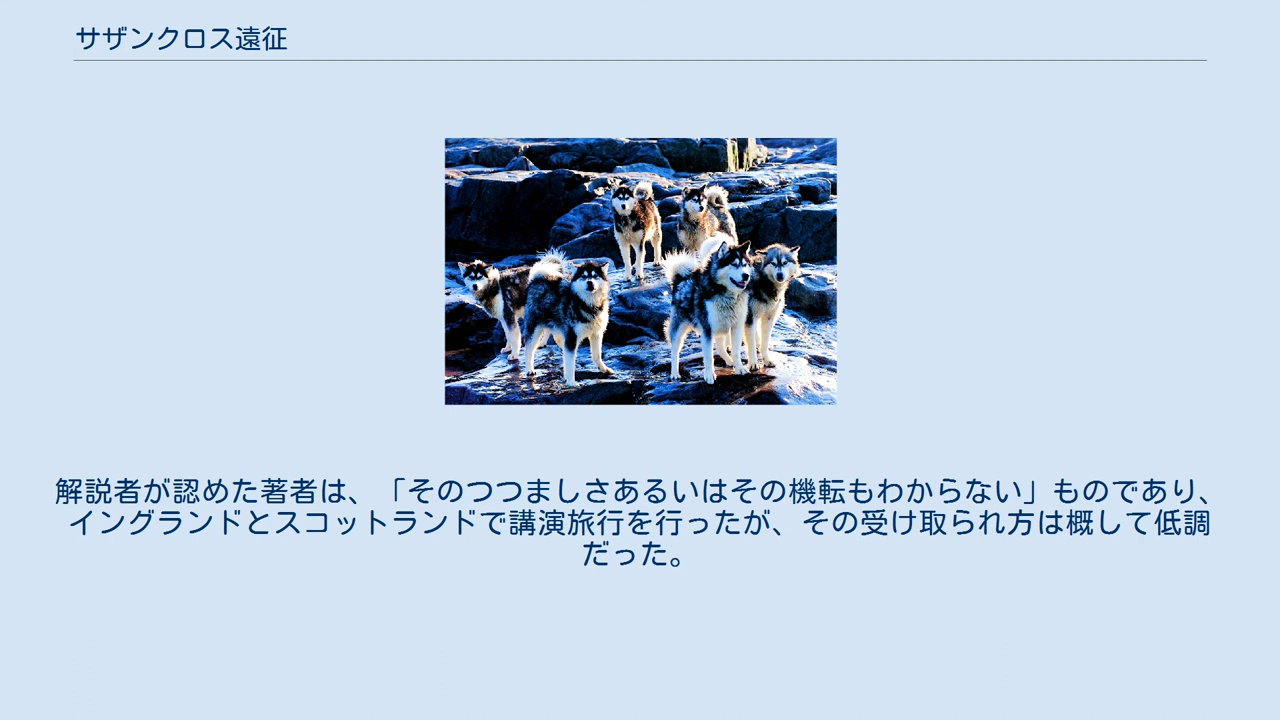 サザンクロス遠征
解説者が認めた著者は、「そのつつましさあるいはその機転もわからない」ものであり、
イングランドとスコットランドで講演旅行を行ったが、その受け取られ方は概して低調
だった。